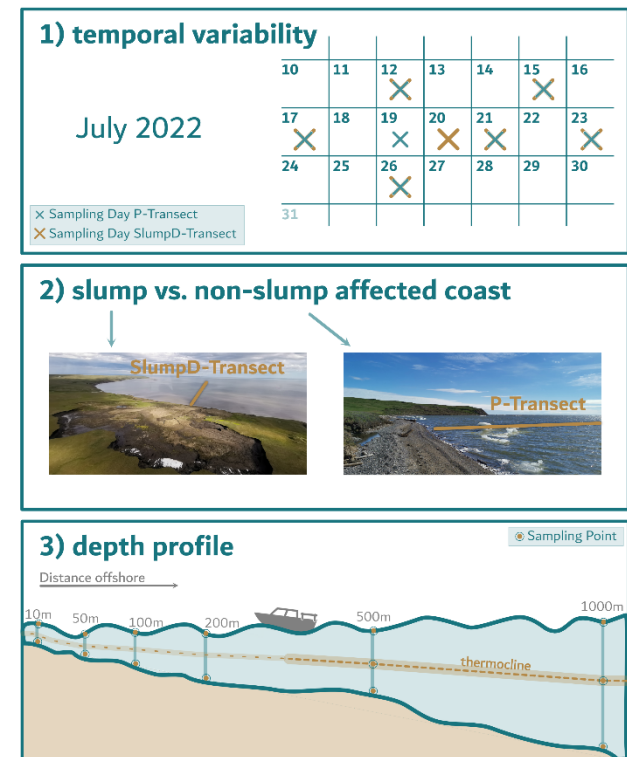 1) temporal variability
July 2022
10 11 12 13 14 15 16
17 18 19 20 21 22 23
24 25 26 27 28 29 30
31
Sampling Day P-Transect
Sampling Day SlumpD-Transect
2) slump vs. non-slump affected coast
SlumpD-Transect
P-Transect
3) depth profile
Sampling Point
Distance offshore
10m 50m 100m 200m 500m 1000m
thermocline